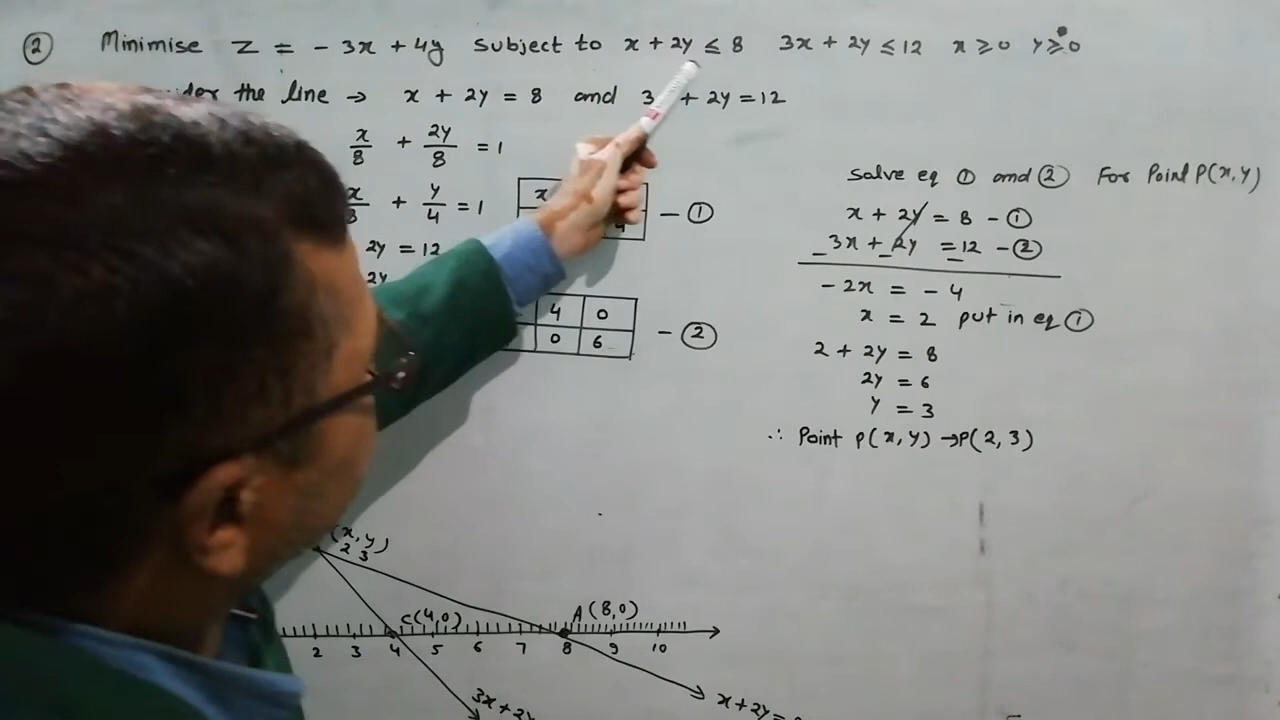 ② Minimise Z = - 3x + 4y subject to x + 2y ≤ 8 3x + 2y ≤ 12 x ≥ 0 y ≥ 0
the line → x + 2y = 8 and 3 + 2y = 12
x/8 + 2y/8 = 1
+ y/4 = 1
x
— ①
2y = 12
2y
4 0
0 6
— ②
Solve eq ① and ② For Point P(x, y)
x + 2y = 8 - ①
3x + 2y = 12 - ②
- - -
- 2x = - 4
x = 2 put in eq ①
2 + 2y = 8
2y = 6
y = 3
∴ Point P(x, y) → P(2, 3)
(x, y)
2 3
C(4,0) A(8,0)
2 3 4 5 6 7 8 9 10
3x + 2y
x + 2y =